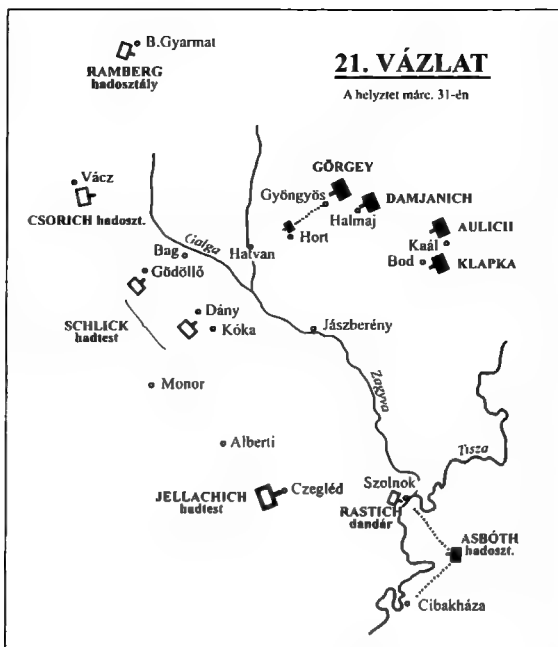 21. VÁZLAT
A helyztet márc. 31-én
B.Gyarmat
RAMBERG
hadosztály
Vácz
CSORICH hadoszt.
GÖRGEY
Gyöngyös
DAMJANICH
Halmaj
Hort
AULICH
Kaál
Bod
KLAPKA
Galga
Hatvan
Bag
Gödöllő
SCHLICK
hadtest
Dány
Kóka
Jászberény
Zagyva
Monor
Alberti
Tisza
JELLACHICH
hadtest
Czegléd
Szolnok
RASTICH
dandár
ASBÓTH
hadoszt.
Cibakháza